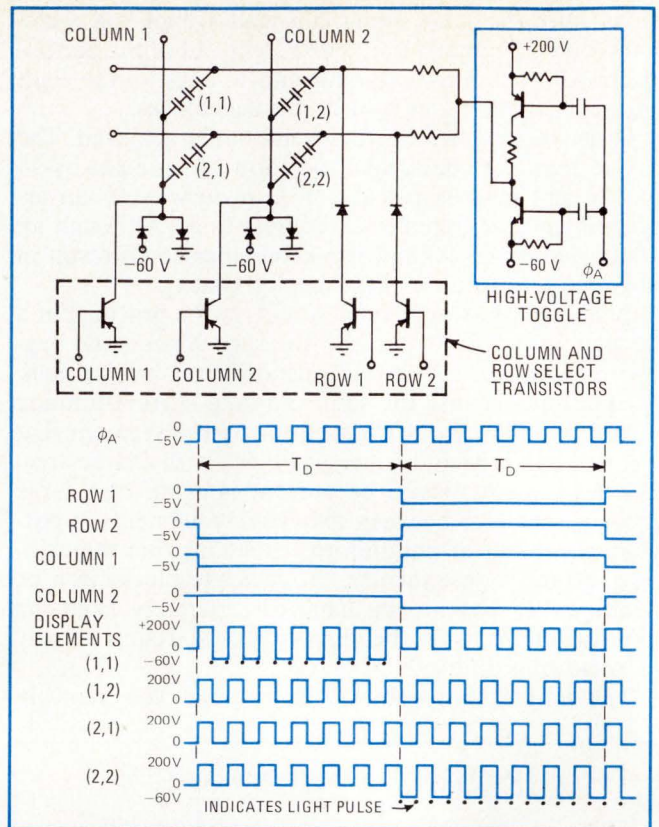 COLUMN 1
COLUMN 2
+200 V
(1,1)
(1,2)
(2,1)
(2,2)
−60 V
−60 V
−60 V
ϕA
HIGH-VOLTAGE
TOGGLE
COLUMN 1
COLUMN 2
ROW 1
ROW 2
COLUMN AND
ROW SELECT
TRANSISTORS
ϕA
0
−5V
TD
TD
ROW 1
0
−5V
ROW 2
0
−5V
COLUMN 1
0
−5V
COLUMN 2
0
−5V
DISPLAY
ELEMENTS
(1,1)
+200V
0
−60V
(1,2)
200V
0
(2,1)
200V
0
(2,2)
200V
0
−60V
INDICATES LIGHT PULSE